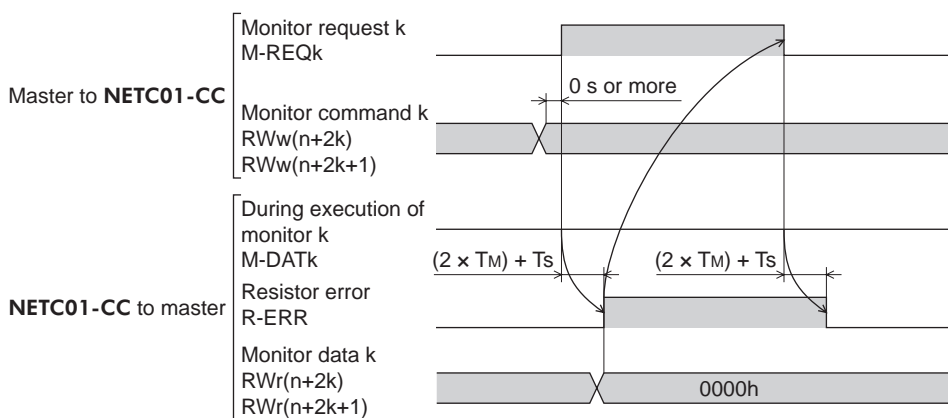 Monitor request k
M-REQk
Master to NETC01-CC
0 s or more
Monitor command k
RWw(n+2k)
RWw(n+2k+1)
During execution of
monitor k
M-DATk
(2 × TM) + Ts
(2 × TM) + Ts
NETC01-CC to master
Resistor error
R-ERR
Monitor data k
RWr(n+2k)
RWr(n+2k+1)
0000h